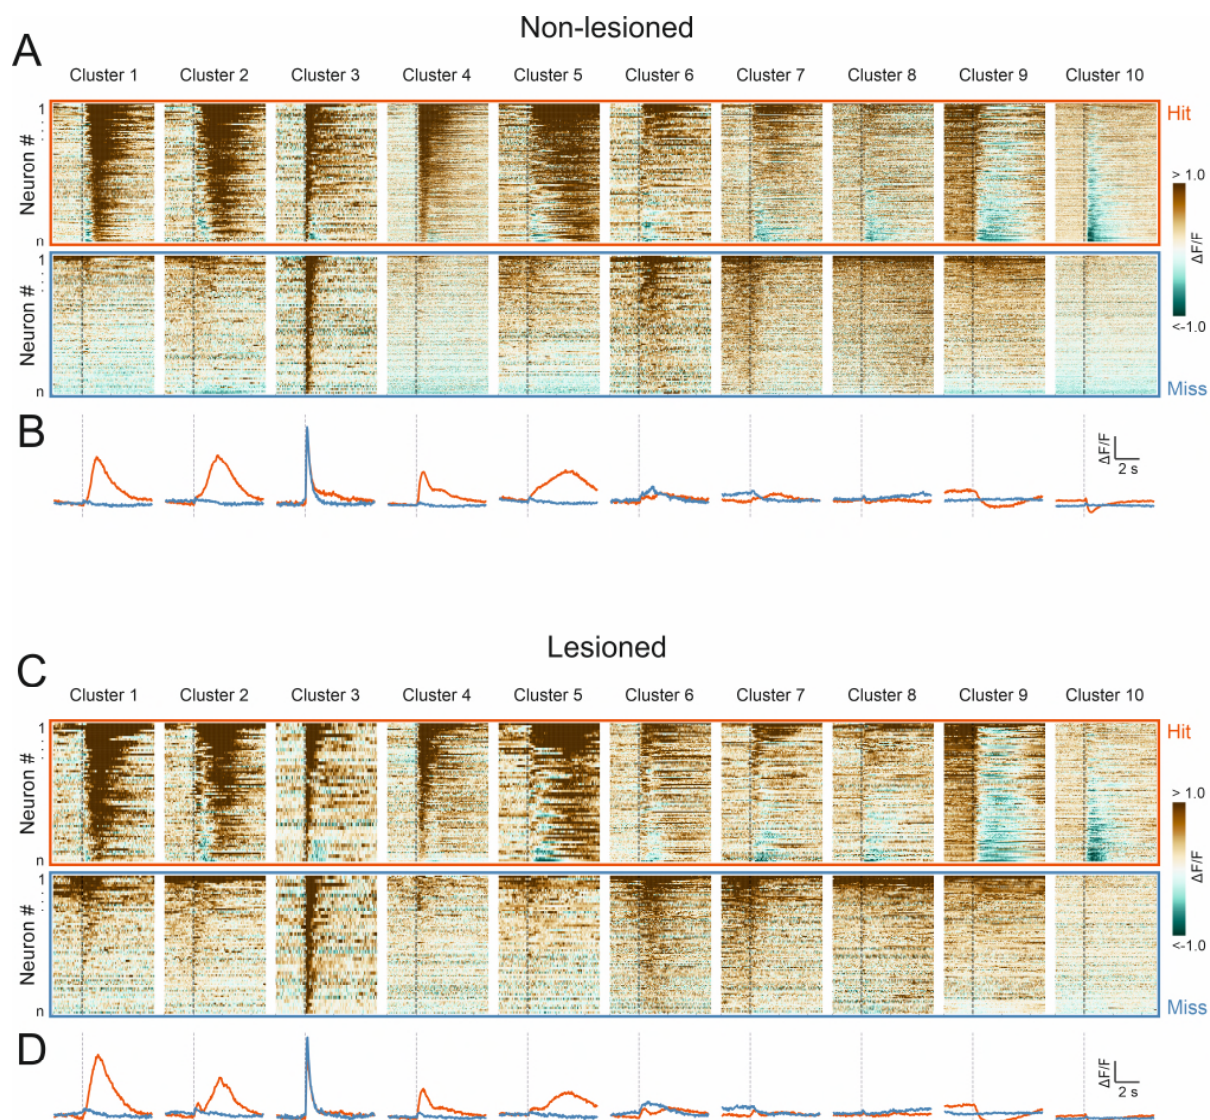 Non-lesioned
A
Cluster 1 Cluster 2 Cluster 3 Cluster 4 Cluster 5 Cluster 6 Cluster 7 Cluster 8 Cluster 9 Cluster 10
1
Neuron #
n
Hit
> 1.0
ΔF/F
<-1.0
1
Neuron #
n
Miss
B
ΔF/F
2 s
Lesioned
C
Cluster 1 Cluster 2 Cluster 3 Cluster 4 Cluster 5 Cluster 6 Cluster 7 Cluster 8 Cluster 9 Cluster 10
1
Neuron #
n
Hit
> 1.0
ΔF/F
<-1.0
1
Neuron #
n
Miss
D
ΔF/F
2 s